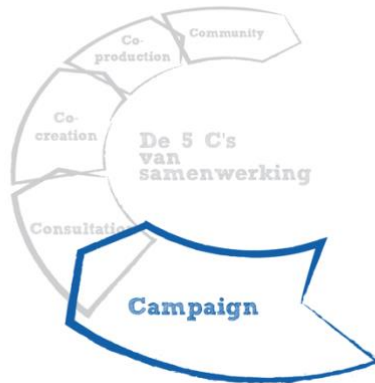 Community
Co-
production
Co-
creation
De 5 C's
van
samenwerking
Consultation
Campaign